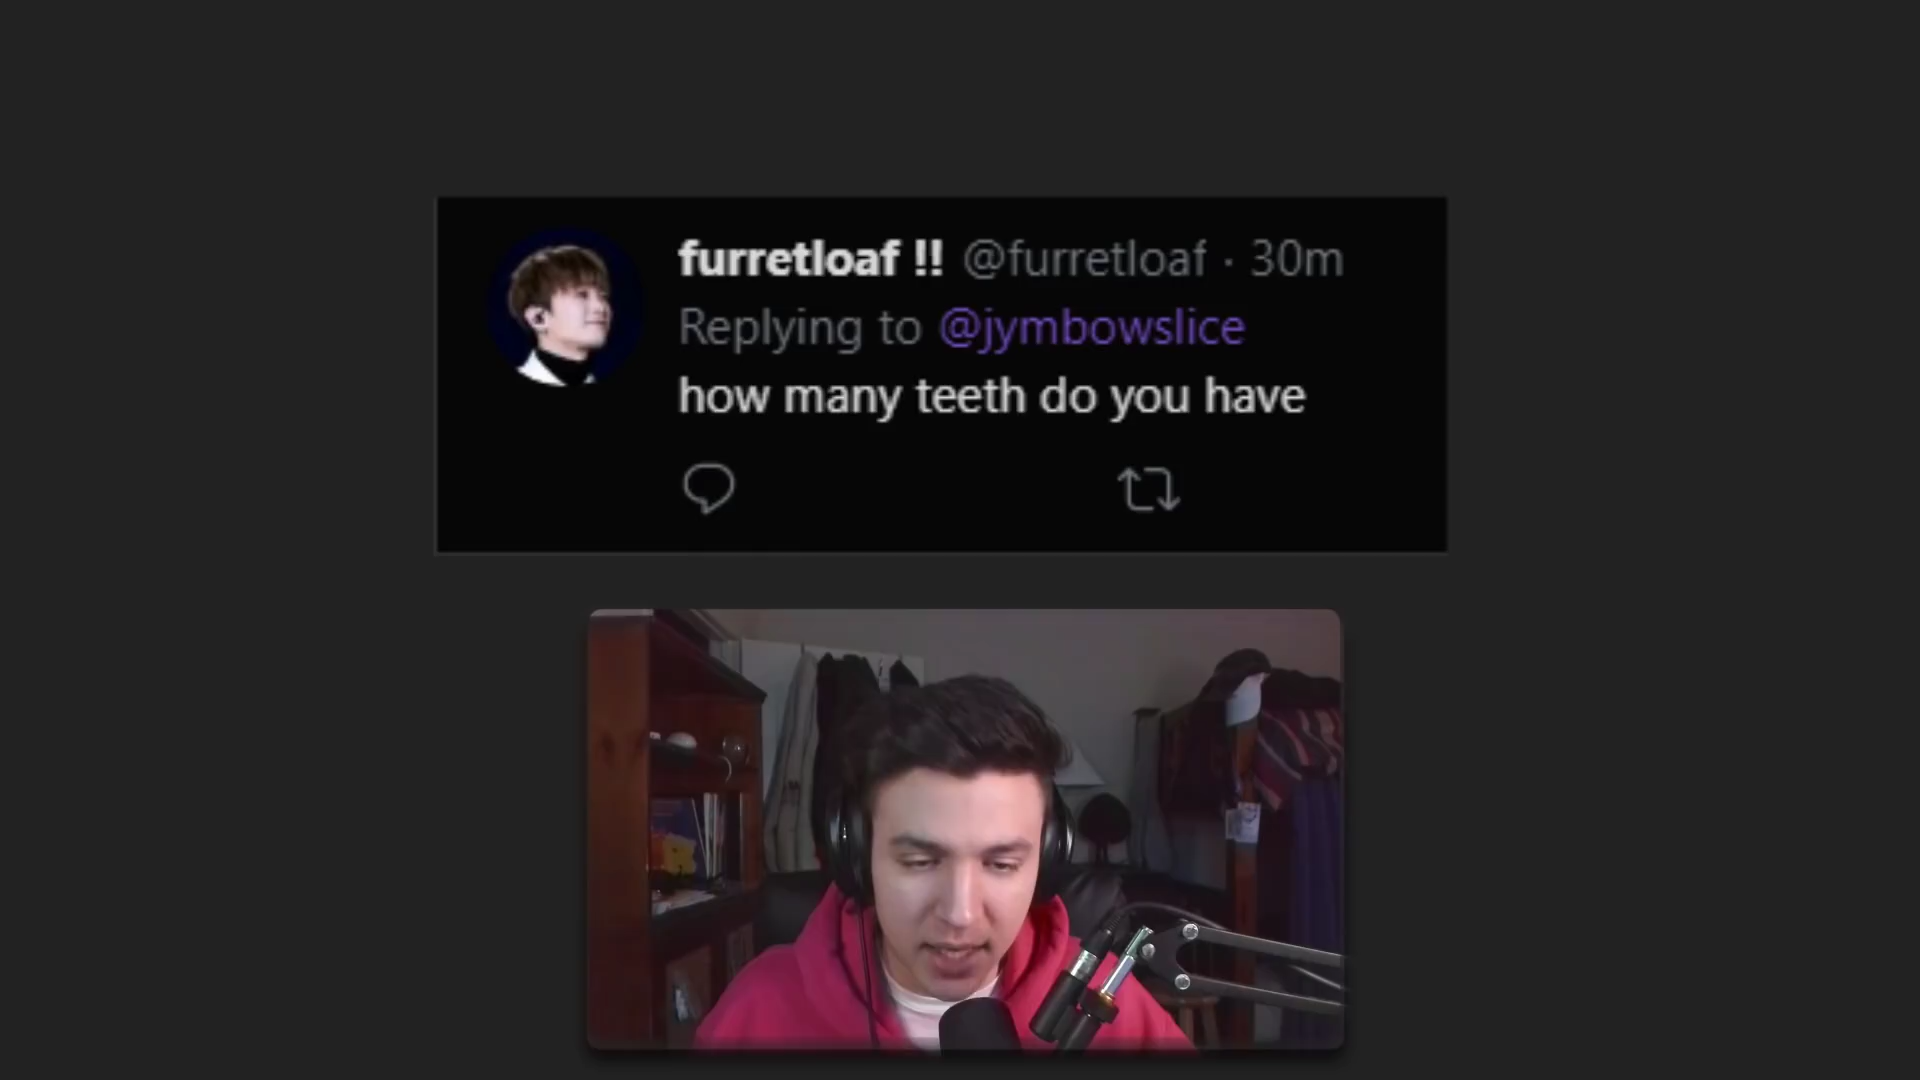 furretloaf !! @furretloaf · 30m
Replying to @jymbowslice
how many teeth do you have